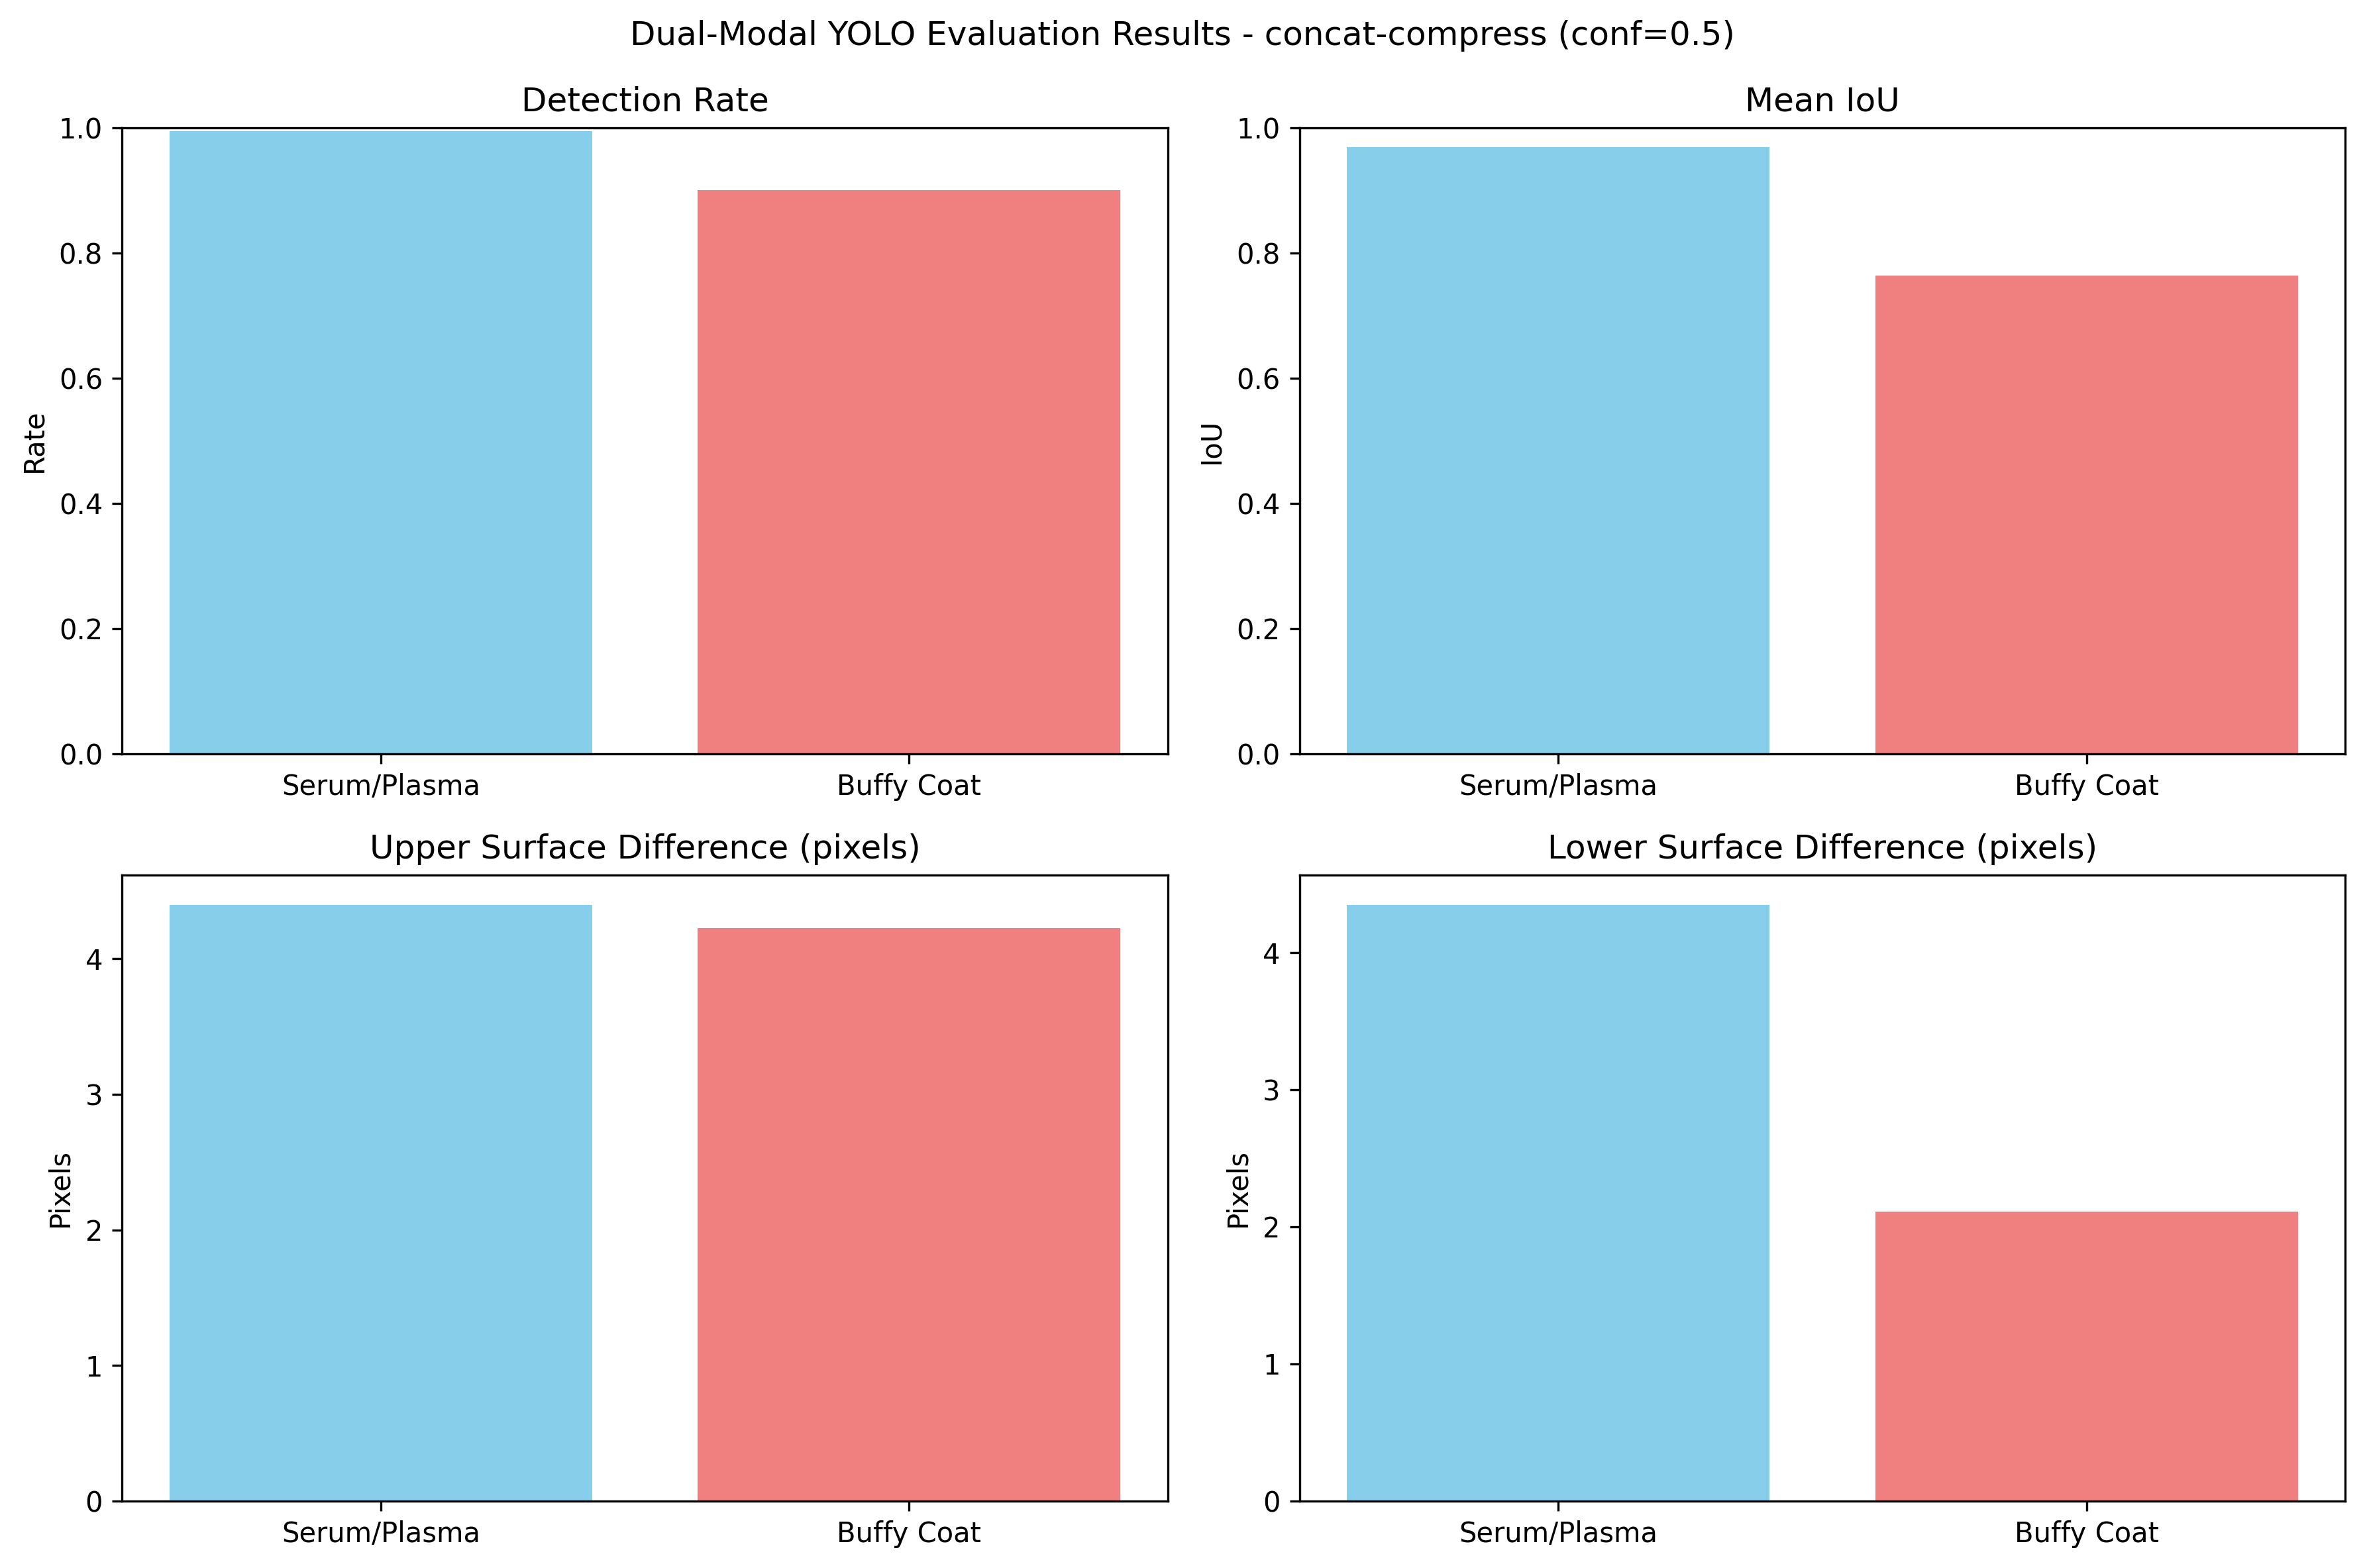 Dual-Modal YOLO Evaluation Results - concat-compress (conf=0.5)
Detection Rate
1.0
0.8
0.6
0.4
0.2
0.0
Rate
Serum/Plasma Buffy Coat
Mean IoU
1.0
0.8
0.6
0.4
0.2
0.0
IoU
Serum/Plasma Buffy Coat
Upper Surface Difference (pixels)
4
3
2
1
0
Pixels
Serum/Plasma Buffy Coat
Lower Surface Difference (pixels)
4
3
2
1
0
Pixels
Serum/Plasma Buffy Coat